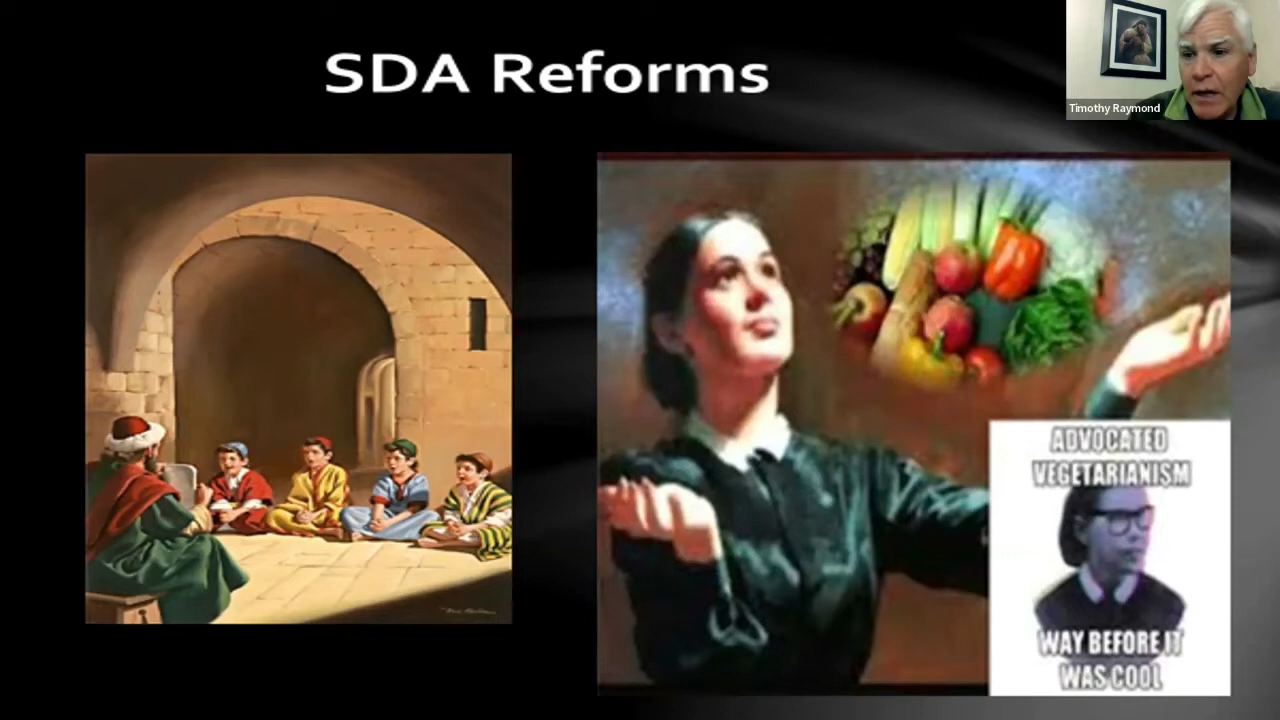 SDA Reforms
Timothy Raymond
ADVOCATED
VEGETARIANISM
WAY BEFORE IT
WAS COOL